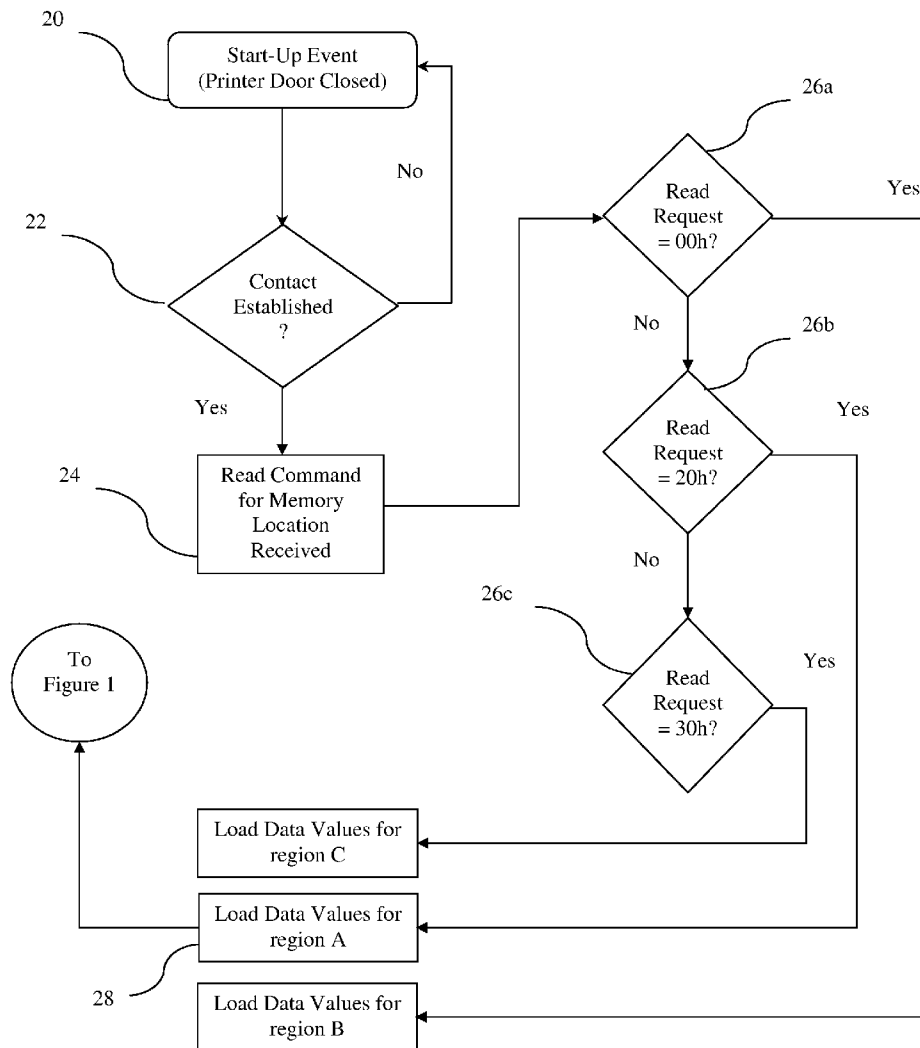 20
Start-Up Event
(Printer Door Closed)
No
22
Contact
Established
?
Yes
24
Read Command
for Memory
Location
Received
26a
Read
Request
= 00h?
Yes
No
26b
Read
Request
= 20h?
Yes
No
26c
Read
Request
= 30h?
Yes
To
Figure 1
Load Data Values for
region C
Load Data Values for
region A
28
Load Data Values for
region B